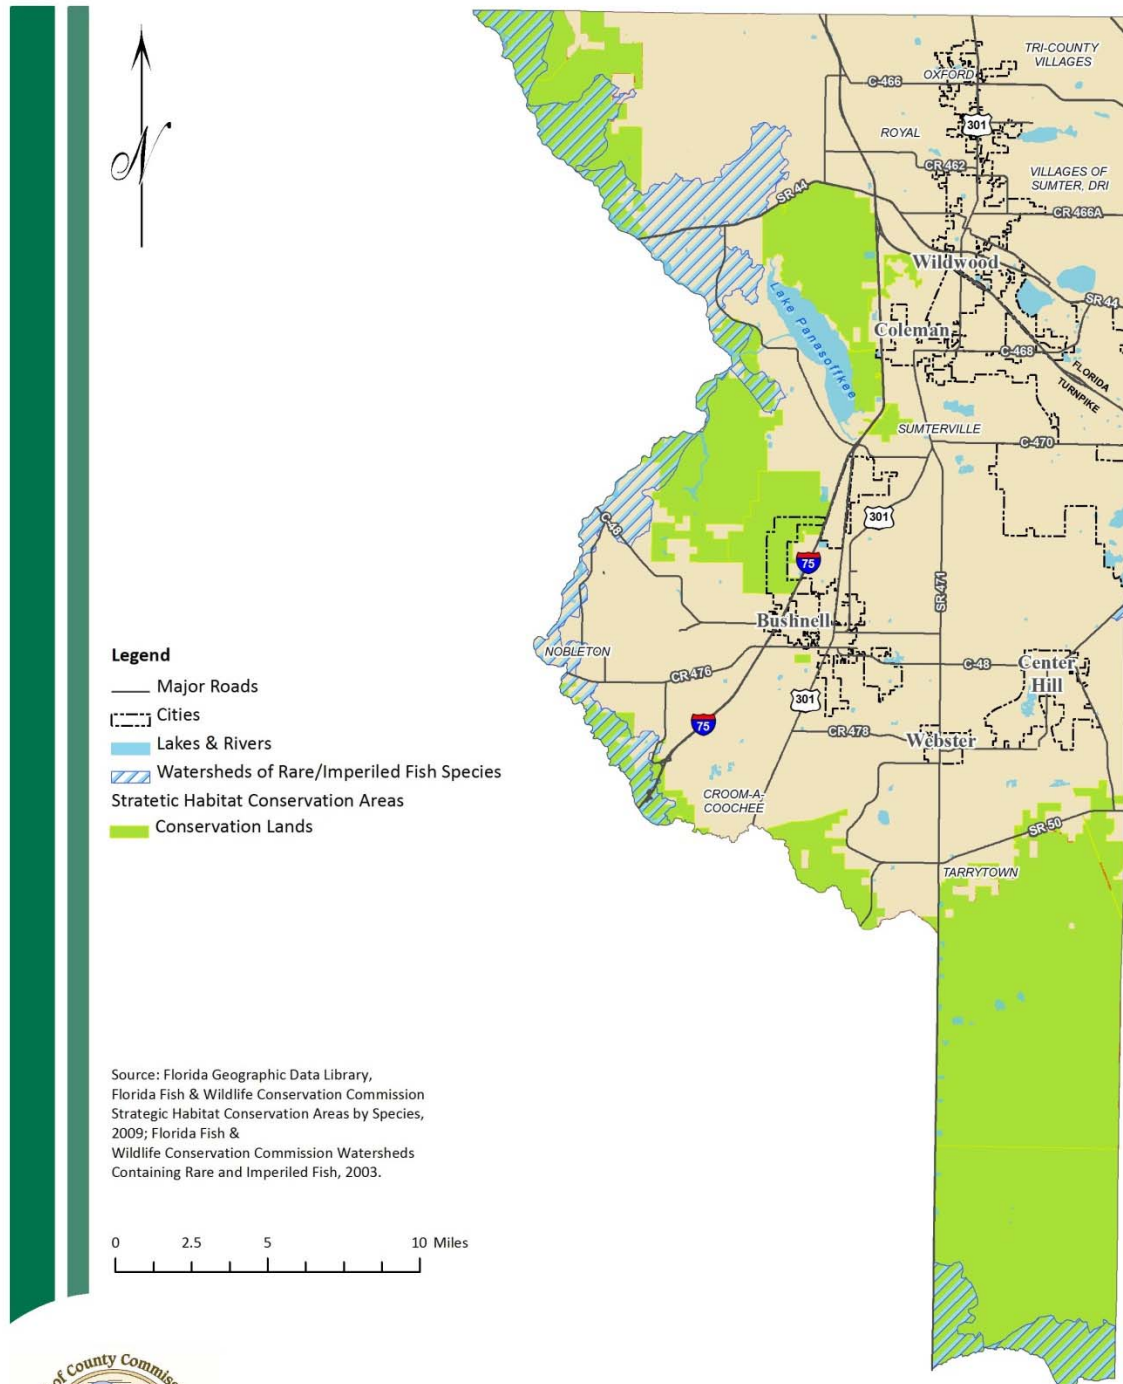 N
TRI-COUNTY
VILLAGES
OXFORD
C-466
301
ROYAL
CR 462
VILLAGES OF
SUMTER, DRI
SR 44
CR 466A
Wildwood
SR 44
Lake Panasoffkee
Coleman
C-468
FLORIDA
TURNPIKE
SUMTERVILLE
C-470
301
C-48
75
SR 471
Bushnell
NOBLETON
C-48
Center
Hill
CR 476
301
75
CR 478
Webster
CROOM-A-
COOCHEE
SR 50
TARRYTOWN
Legend
Major Roads
Cities
Lakes & Rivers
Watersheds of Rare/Imperiled Fish Species
Stratetic Habitat Conservation Areas
Conservation Lands
Source: Florida Geographic Data Library,
Florida Fish & Wildlife Conservation Commission
Strategic Habitat Conservation Areas by Species,
2009; Florida Fish &
Wildlife Conservation Commission Watersheds
Containing Rare and Imperiled Fish, 2003.
0 2.5 5 10 Miles
of County Commis